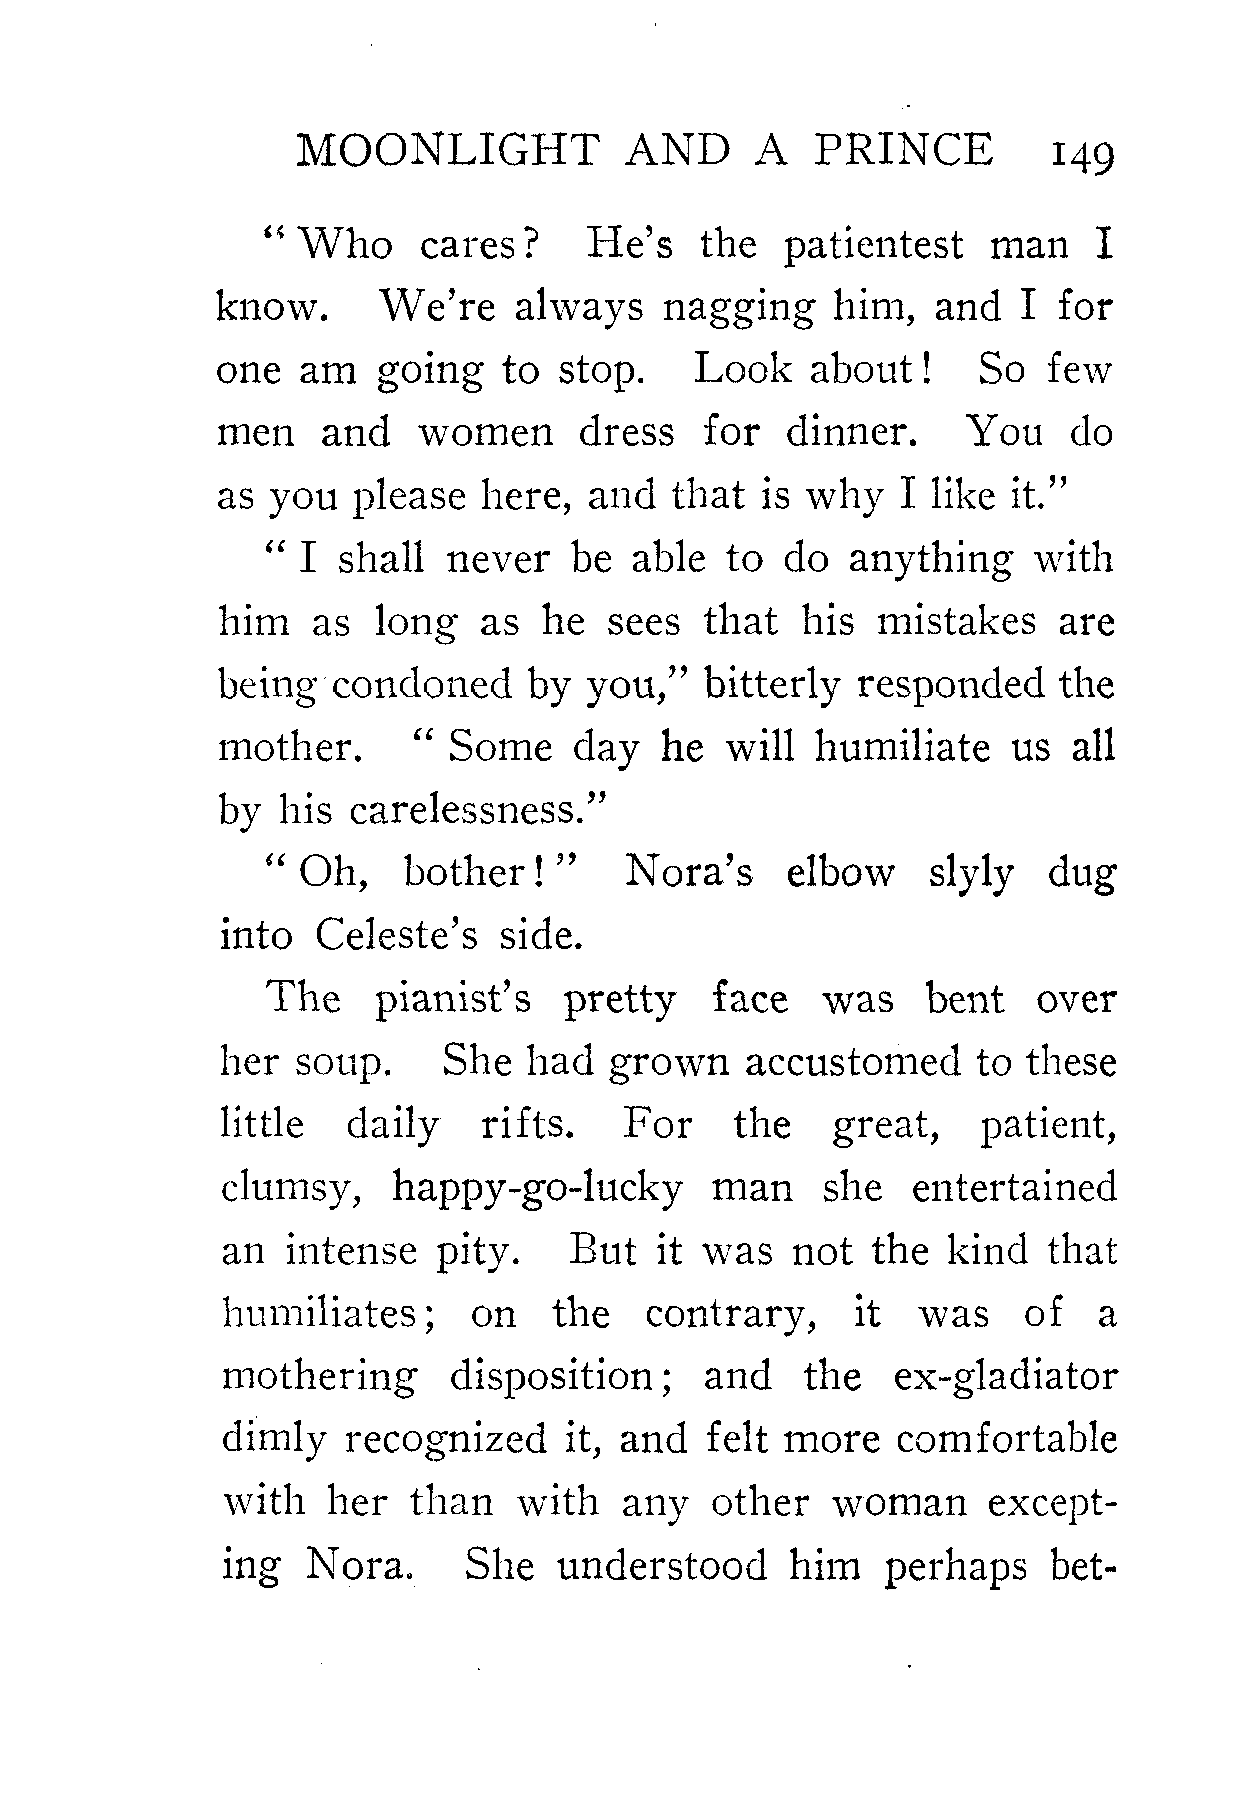 MOONLIGHT AND A PRINCE 149
“ Who cares? He’s the patientest man I
know. We’re always nagging him, and I for
one am going to stop. Look about! So few
men and women dress for dinner. You do
as you please here, and that is why I like it.”
“ I shall never be able to do anything with
him as long as he sees that his mistakes are
being condoned by you,” bitterly responded the
mother. “ Some day he will humiliate us all
by his carelessness.”
“ Oh, bother! ” Nora’s elbow slyly dug
into Celeste’s side.
The pianist’s pretty face was bent over
her soup. She had grown accustomed to these
little daily rifts. For the great, patient,
clumsy, happy-go-lucky man she entertained
an intense pity. But it was not the kind that
humiliates; on the contrary, it was of a
mothering disposition; and the ex-gladiator
dimly recognized it, and felt more comfortable
with her than with any other woman except-
ing Nora. She understood him perhaps bet-